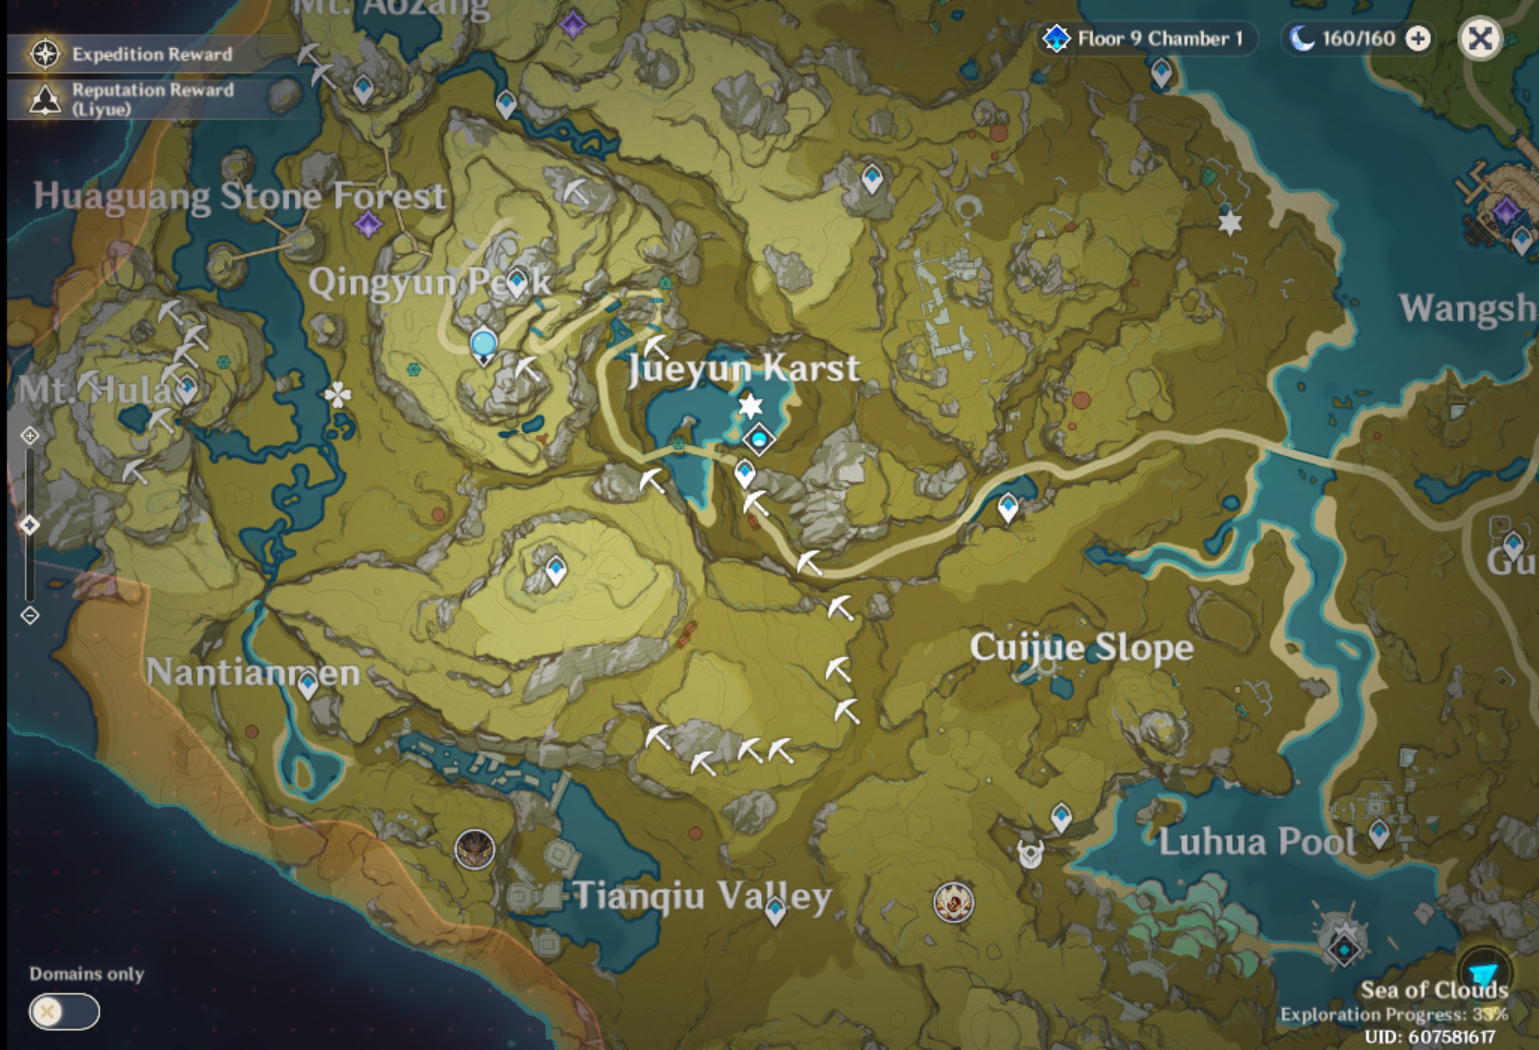 Mt. Aozang
Floor 9 Chamber 1
160/160
Expedition Reward
Reputation Reward
(Liyue)
Huaguang Stone Forest
Qingyun Peak
Wangsh
Jueyun Karst
Mt. Hulao
Gu
Cuijue Slope
Nantianmen
Luhua Pool
Tianqiu Valley
Domains only
Sea of Clouds
Exploration Progress: 33%
UID: 607581617